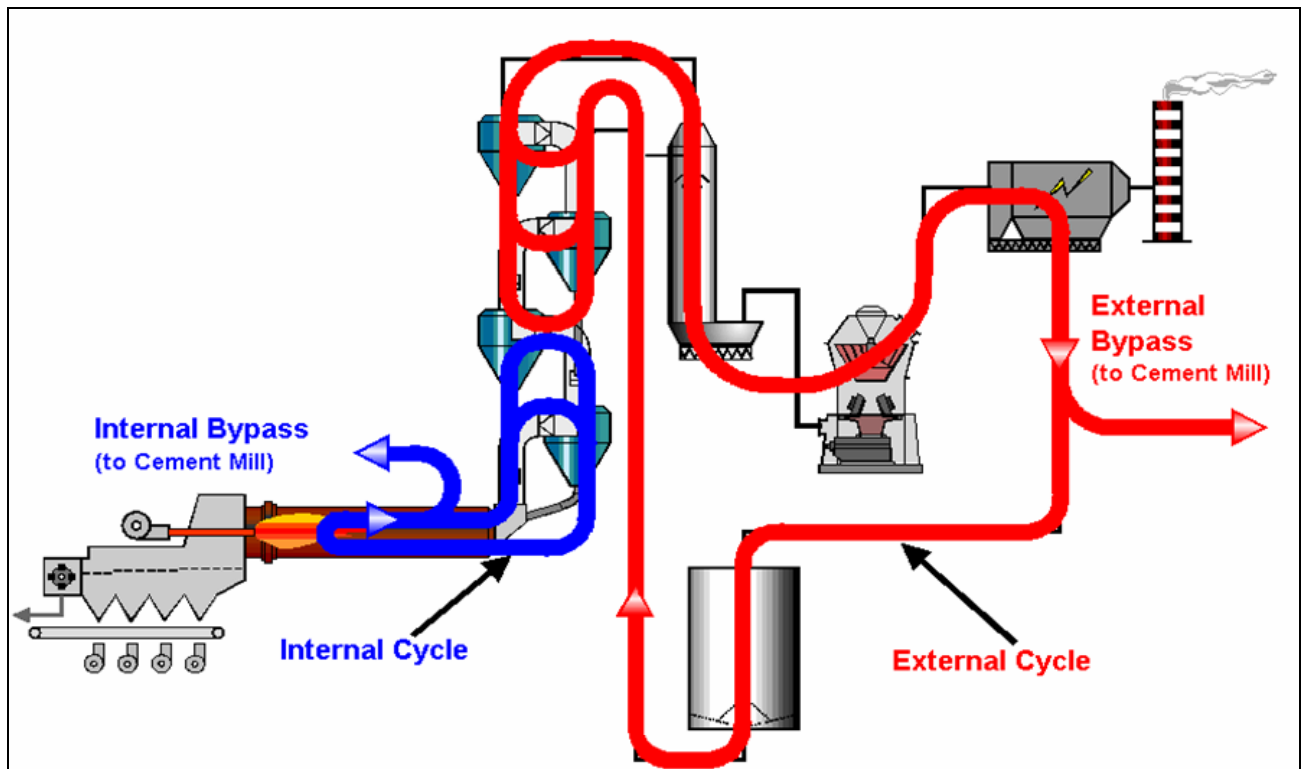 External
Bypass
(to Cement Mill)
Internal Bypass
(to Cement Mill)
Internal Cycle
External Cycle